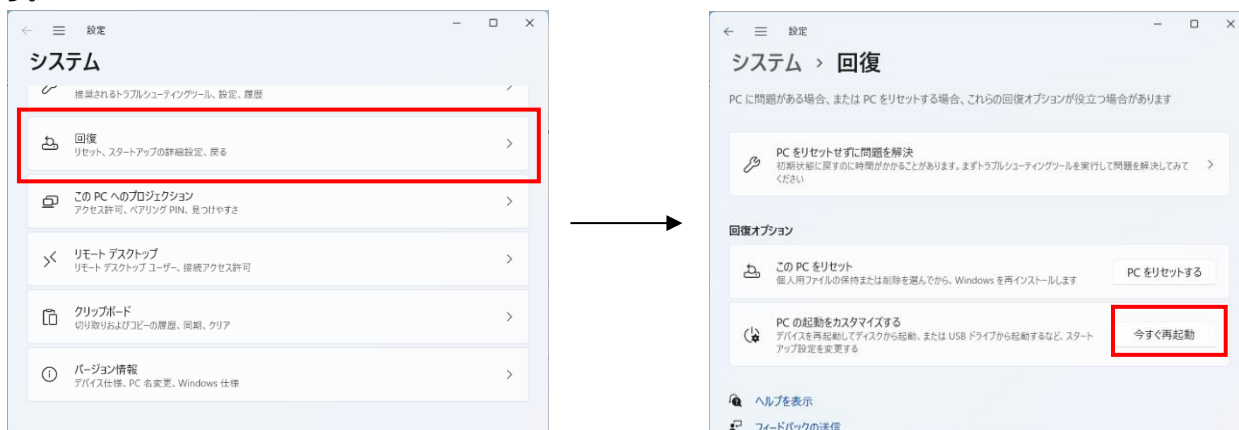 す。
設定
システム
推奨されるトラブルシューティングツール、設定、履歴
回復
リセット、スタートアップの詳細設定、戻る
この PC へのプロジェクション
アクセス許可、ペアリング PIN、見つけやすさ
リモート デスクトップ
リモート デスクトップ ユーザー、接続アクセス許可
クリップボード
切り取りおよびコピーの履歴、同期、クリア
バージョン情報
デバイス仕様、PC 名変更、Windows 仕様
設定
システム › 回復
PC に問題がある場合、または PC をリセットする場合、これらの回復オプションが役立つ場合があります
PC をリセットせずに問題を解決
初期状態に戻すのに時間がかかることがあります。まずトラブルシューティングツールを実行して問題を解決してみて
ください
回復オプション
この PC をリセット
個人用ファイルの保持または削除を選んでから、Windows を再インストールします
PC をリセットする
PC の起動をカスタマイズする
デバイスを再起動してディスクから起動、または USB ドライブから起動するなど、スタート
アップ設定を変更する
今すぐ再起動
ヘルプを表示
フィードバックの送信